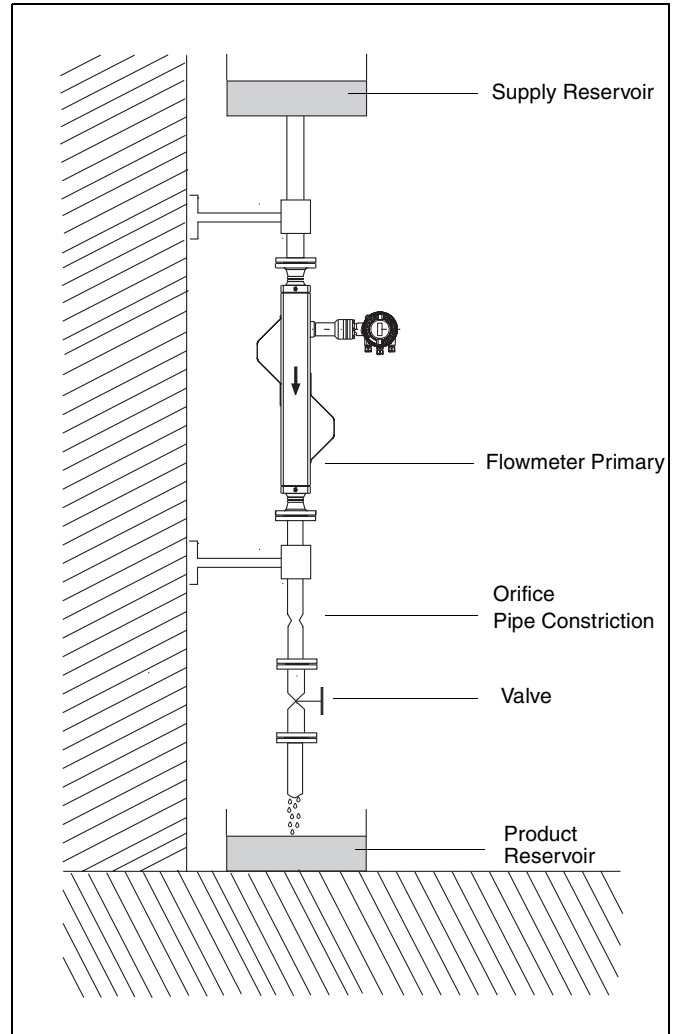 Supply Reservoir
Flowmeter Primary
Orifice
Pipe Constriction
Valve
Product
Reservoir